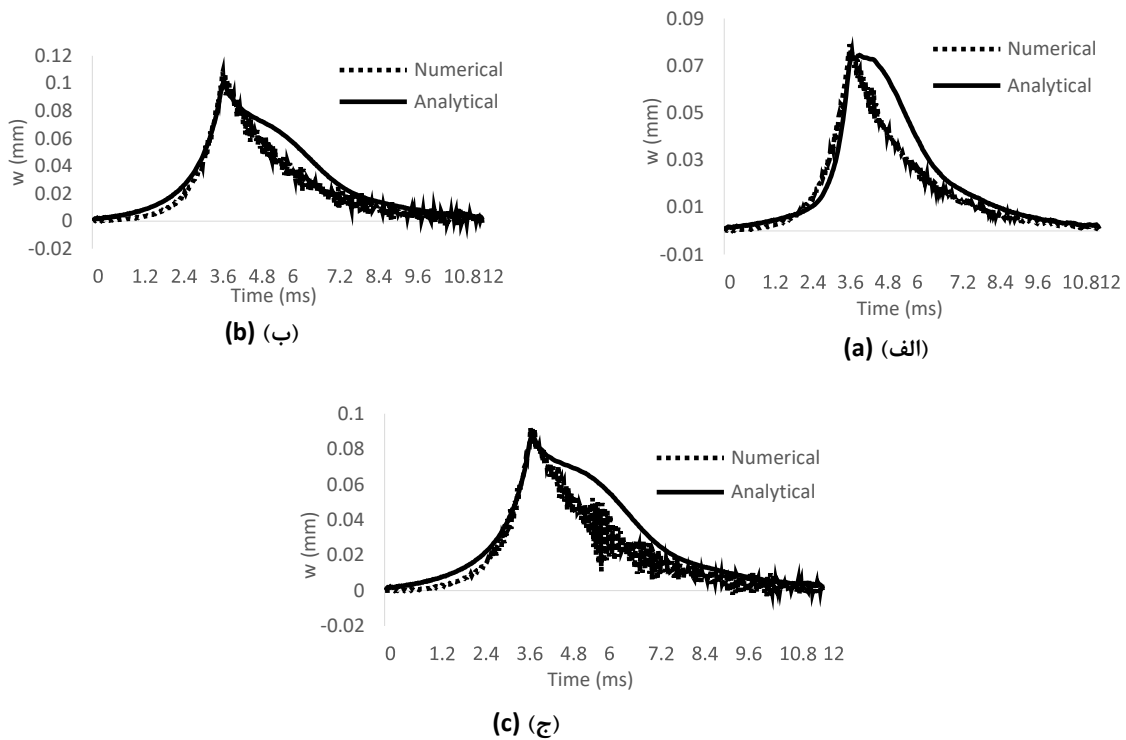 0.12
0.1
0.08
0.06
0.04
0.02
0
-0.02
w (mm)
Numerical
Analytical
0 1.2 2.4 3.6 4.8 6 7.2 8.4 9.6 10.8 12
Time (ms)
(ب) (b)
0.09
0.07
0.05
0.03
0.01
-0.01
w (mm)
Numerical
Analytical
0 1.2 2.4 3.6 4.8 6 7.2 8.4 9.6 10.8 12
Time (ms)
(الف) (a)
0.1
0.08
0.06
0.04
0.02
0
-0.02
w (mm)
Numerical
Analytical
0 1.2 2.4 3.6 4.8 6 7.2 8.4 9.6 10.8 12
Time (ms)
(ج) (c)